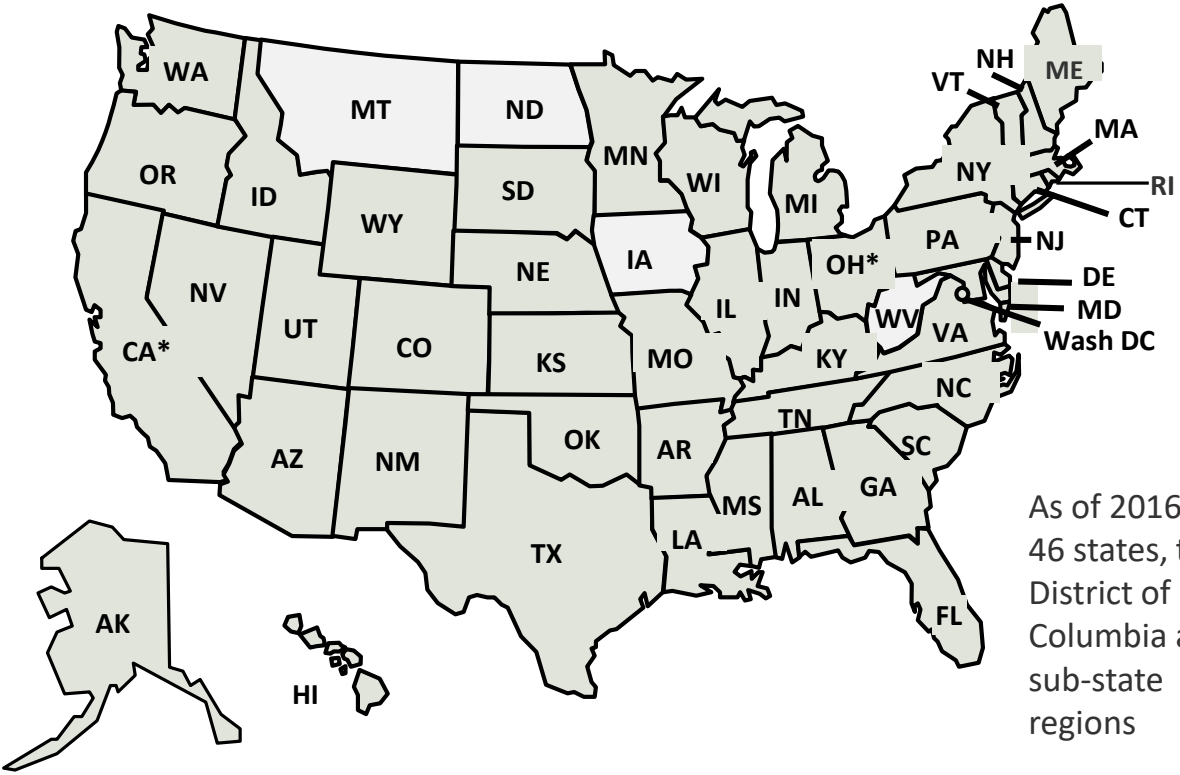 WA
MT
ND
MN
OR
ID
SD
WI
MI
NY
VT
NH
ME
MA
RI
CT
WY
IA
NE
PA
NJ
OH*
DE
MD
Wash DC
NV
UT
CO
KS
MO
IL
IN
WV
VA
KY
CA*
NC
TN
AZ
NM
OK
AR
SC
MS
AL
GA
TX
LA
FL
AK
HI
As of 2016
46 states,
District of
Columbia
sub-state
regions